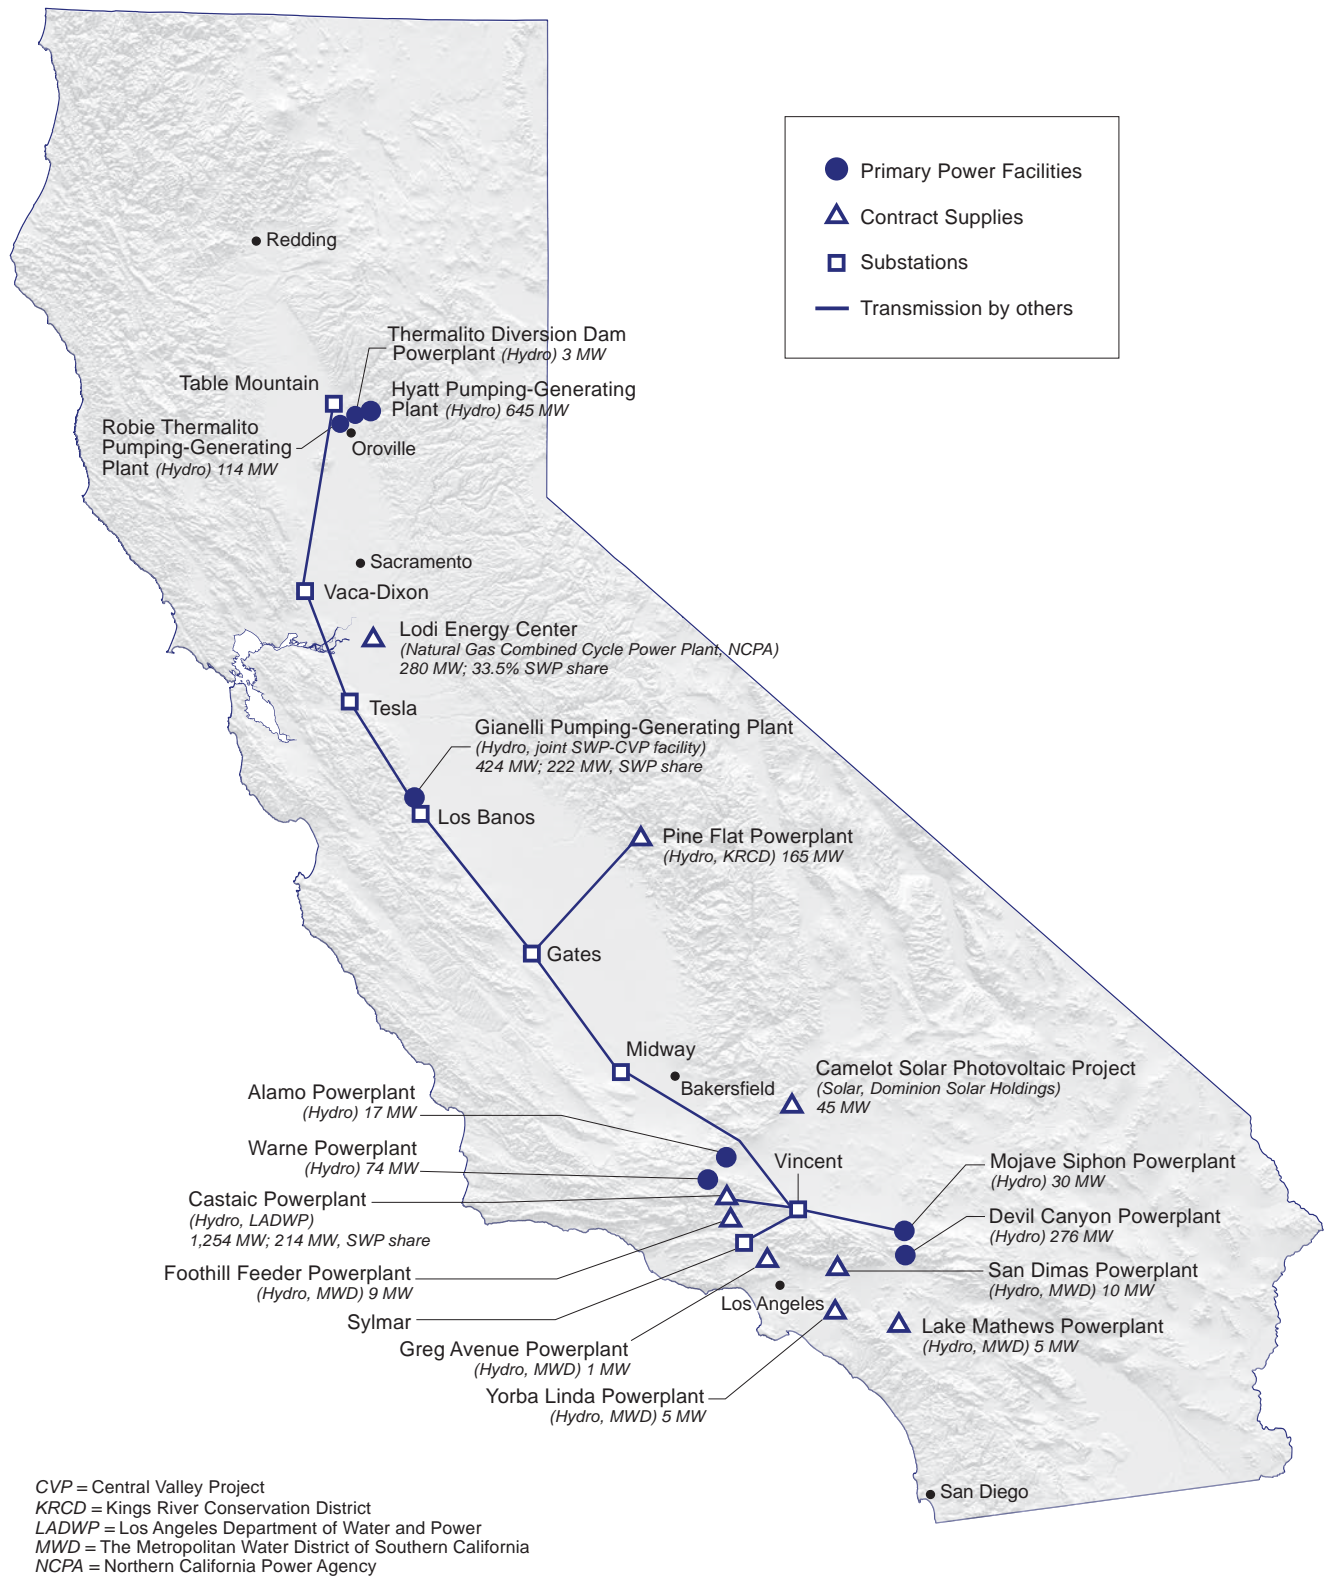 Primary Power Facilities
Contract Supplies
Substations
Transmission by others
Redding
Thermalito Diversion Dam
Powerplant (Hydro) 3 MW
Table Mountain
Hyatt Pumping-Generating
Plant (Hydro) 645 MW
Robie Thermalito
Pumping-Generating
Plant (Hydro) 114 MW
Oroville
Sacramento
Vaca-Dixon
Lodi Energy Center
(Natural Gas Combined Cycle Power Plant, NCPA)
280 MW; 33.5% SWP share
Tesla
Gianelli Pumping-Generating Plant
(Hydro, joint SWP-CVP facility)
424 MW; 222 MW, SWP share
Los Banos
Pine Flat Powerplant
(Hydro, KRCD) 165 MW
Gates
Midway
Bakersfield
Camelot Solar Photovoltaic Project
(Solar, Dominion Solar Holdings)
45 MW
Alamo Powerplant
(Hydro) 17 MW
Warne Powerplant
(Hydro) 74 MW
Vincent
Mojave Siphon Powerplant
(Hydro) 30 MW
Castaic Powerplant
(Hydro, LADWP)
1,254 MW; 214 MW, SWP share
Devil Canyon Powerplant
(Hydro) 276 MW
Foothill Feeder Powerplant
(Hydro, MWD) 9 MW
San Dimas Powerplant
(Hydro, MWD) 10 MW
Los Angeles
Sylmar
Lake Mathews Powerplant
(Hydro, MWD) 5 MW
Greg Avenue Powerplant
(Hydro, MWD) 1 MW
Yorba Linda Powerplant
(Hydro, MWD) 5 MW
San Diego
CVP = Central Valley Project
KRCD = Kings River Conservation District
LADWP = Los Angeles Department of Water and Power
MWD = The Metropolitan Water District of Southern California
NCPA = Northern California Power Agency